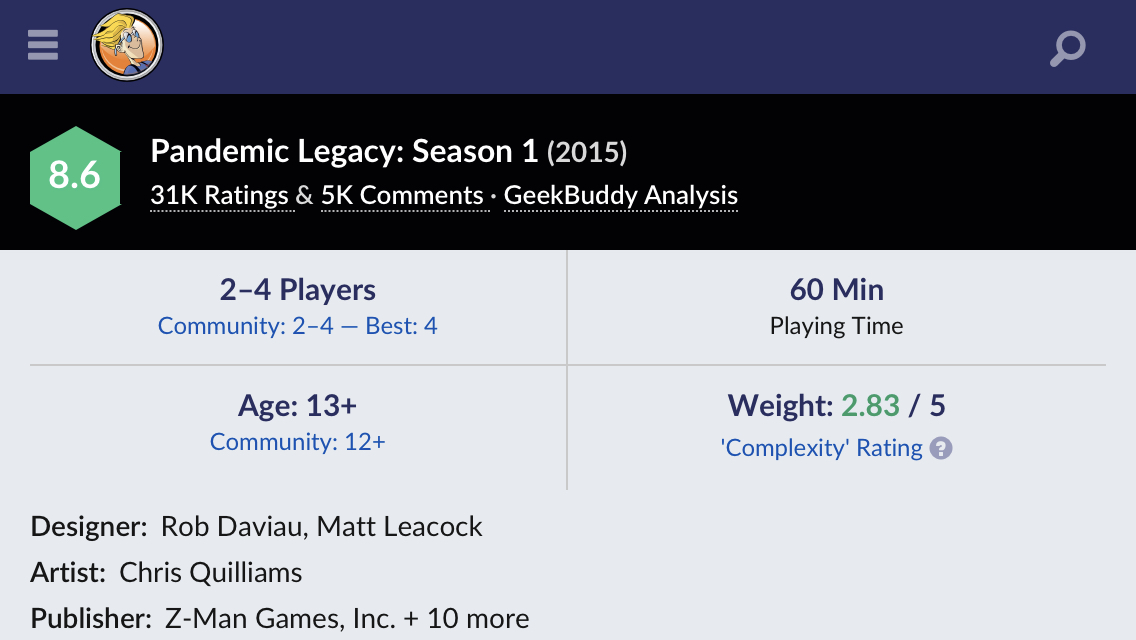 8.6
Pandemic Legacy: Season 1 (2015)
31K Ratings & 5K Comments · GeekBuddy Analysis
2–4 Players
Community: 2–4 — Best: 4
60 Min
Playing Time
Age: 13+
Community: 12+
Weight: 2.83 / 5
'Complexity' Rating ?
Designer: Rob Daviau, Matt Leacock
Artist: Chris Quilliams
Publisher: Z-Man Games, Inc. + 10 more